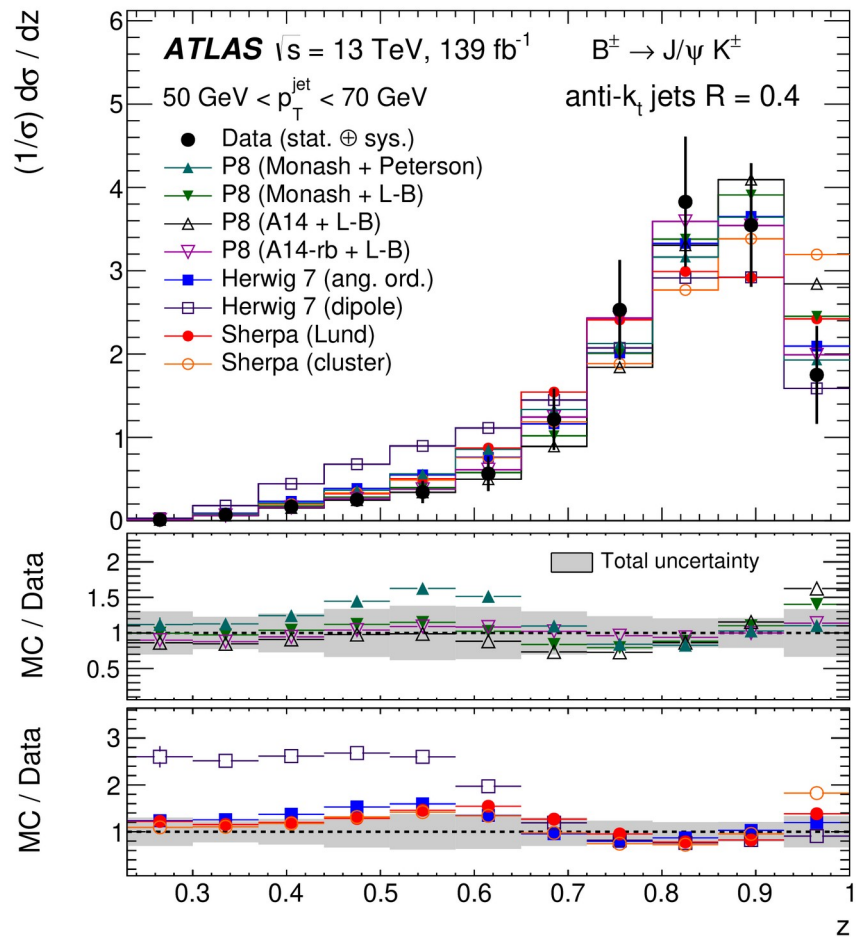 ATLAS √s = 13 TeV, 139 fb⁻¹ B± → J/ψ K±
50 GeV < p_T^jet < 70 GeV anti-k_t jets R = 0.4
Data (stat. ⊕ sys.)
P8 (Monash + Peterson)
P8 (Monash + L-B)
P8 (A14 + L-B)
P8 (A14-rb + L-B)
Herwig 7 (ang. ord.)
Herwig 7 (dipole)
Sherpa (Lund)
Sherpa (cluster)
(1/σ) dσ / dz
6
5
4
3
2
1
0
Total uncertainty
MC / Data
2
1.5
1
0.5
MC / Data
3
2
1
0.3 0.4 0.5 0.6 0.7 0.8 0.9 1
z